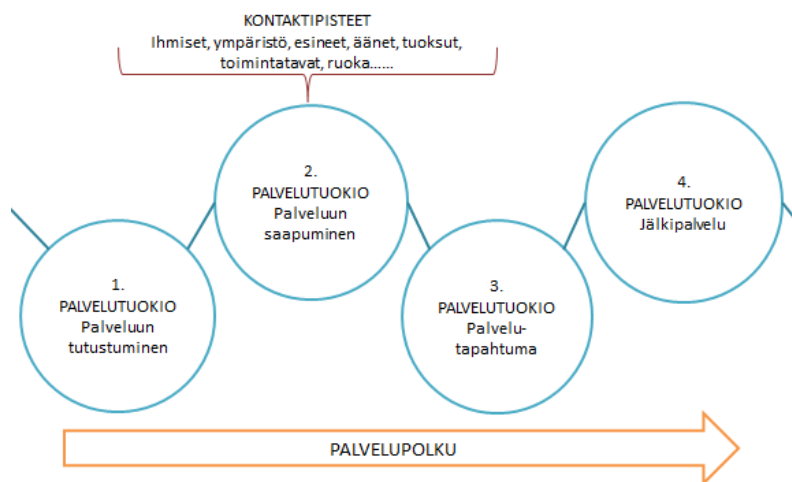 KONTAKTIPISTEET
Ihmiset, ympäristö, esineet, äänet, tuoksut,
toimintatavat, ruoka……
1.
PALVELUTUOKIO
Palveluun
tutustuminen
2.
PALVELUTUOKIO
Palveluun
saapuminen
3.
PALVELUTUOKIO
Palvelu-
tapahtuma
4.
PALVELUTUOKIO
Jälkipalvelu
PALVELUPOLKU